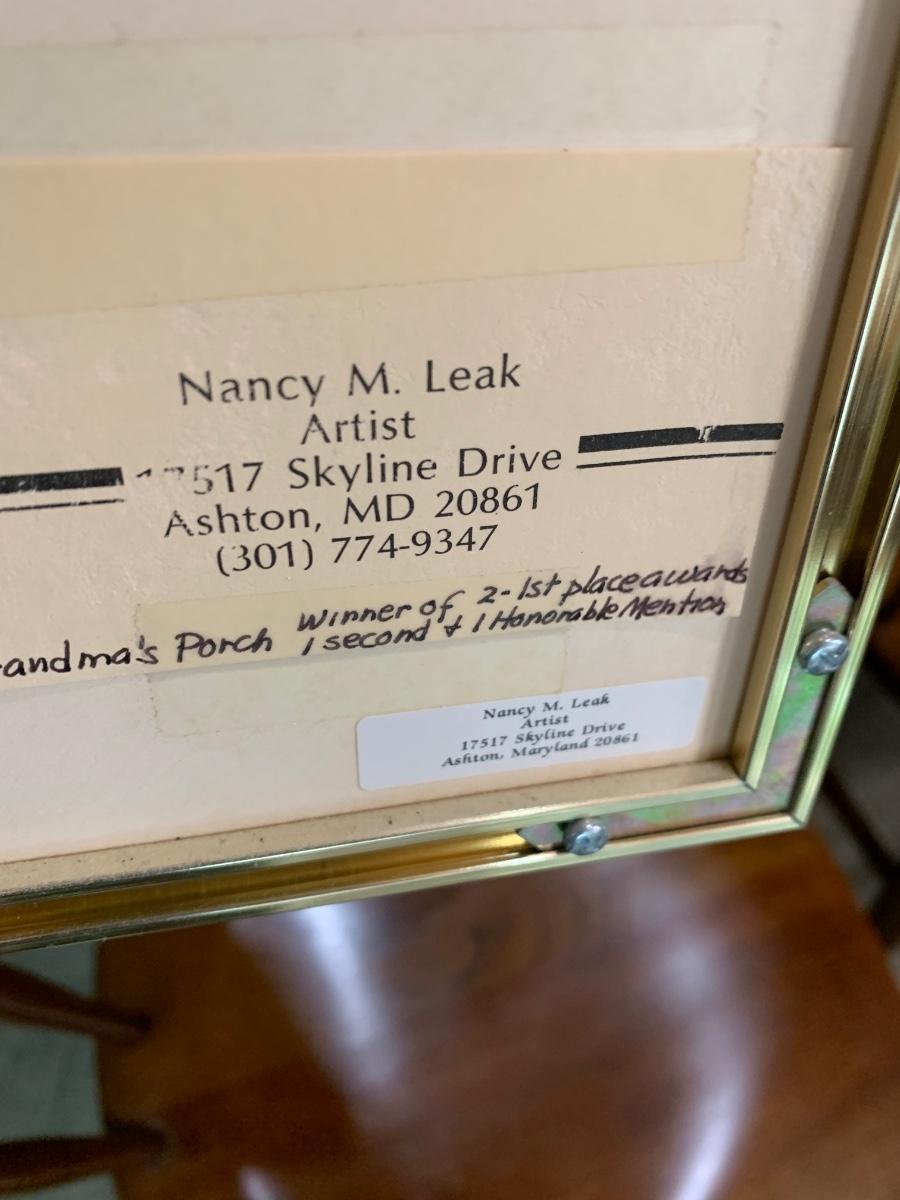 Nancy M. Leak
Artist
17517 Skyline Drive
Ashton, MD 20861
(301) 774-9347
andma's Porch Winner of 2-1st place awards
1 second & 1 Honorable Mention
Nancy M. Leak
Artist
17517 Skyline Drive
Ashton, Maryland 20861